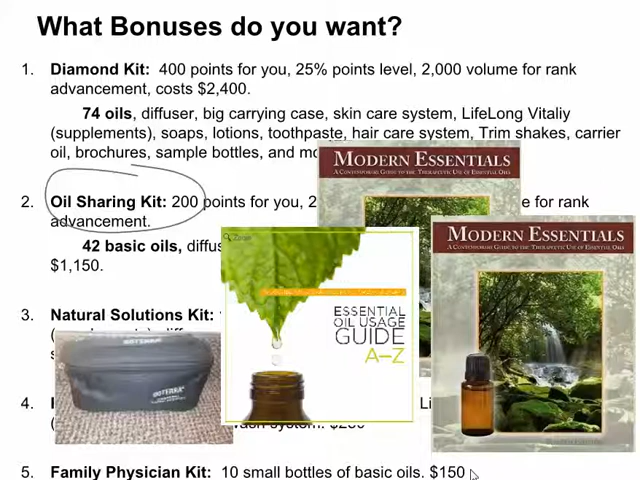 What Bonuses do you want?
1. Diamond Kit: 400 points for you, 25% points level, 2,000 volume for rank
advancement, costs $2,400.
74 oils, diffuser, big carrying case, skin care system, LifeLong Vitaliy
(supplements), soaps, lotions, toothpaste, hair care system, Trim shakes, carrier
oil, brochures, sample bottles, and mo
MODERN ESSENTIALS
A CONTEMPORARY GUIDE TO THE THERAPEUTIC USE OF ESSENTIAL OILS
2. Oil Sharing Kit: 200 points for you, 2
e for rank
advancement.
42 basic oils, diffus
$1,150.
MODERN ESSENTIALS
A CONTEMPORARY GUIDE TO THE THERAPEUTIC USE OF ESSENTIAL OILS
Zoom
ESSENTIAL
OIL USAGE
GUIDE
A–Z
3. Natural Solutions Kit:
dōTERRA
4.
$250
5. Family Physician Kit: 10 small bottles of basic oils. $150